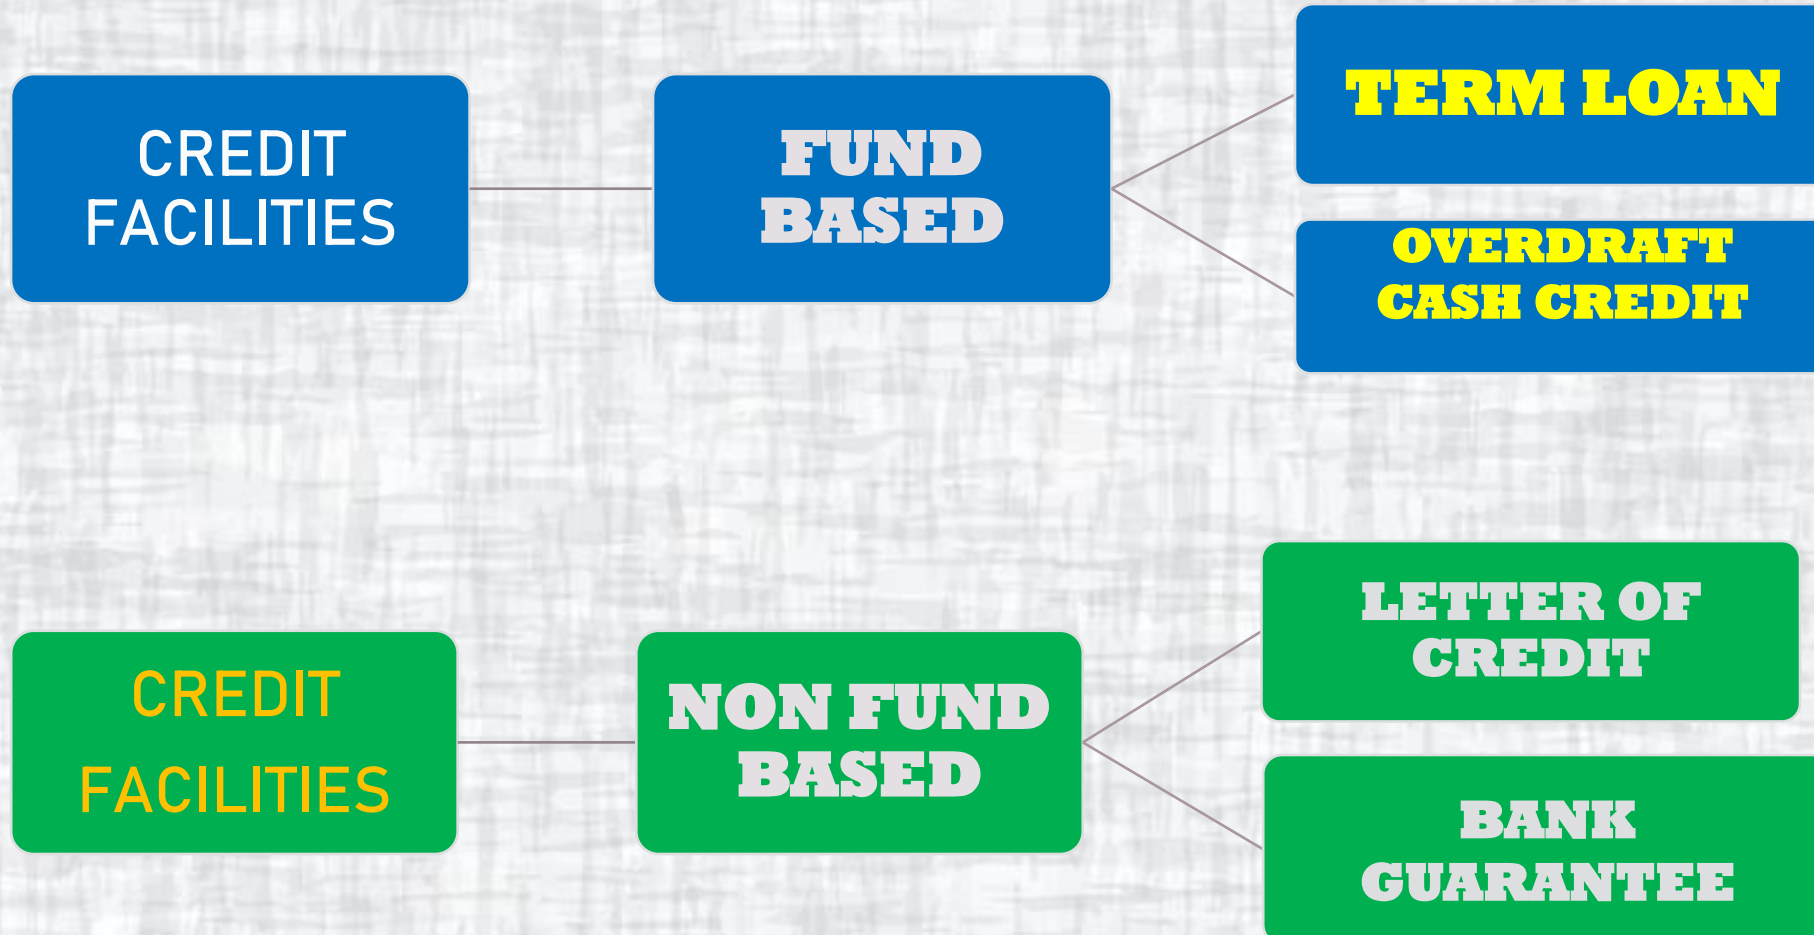 CREDIT
FACILITIES
FUND
BASED
TERM LOAN
OVERDRAFT
CASH CREDIT
CREDIT
FACILITIES
NON FUND
BASED
LETTER OF
CREDIT
BANK
GUARANTEE